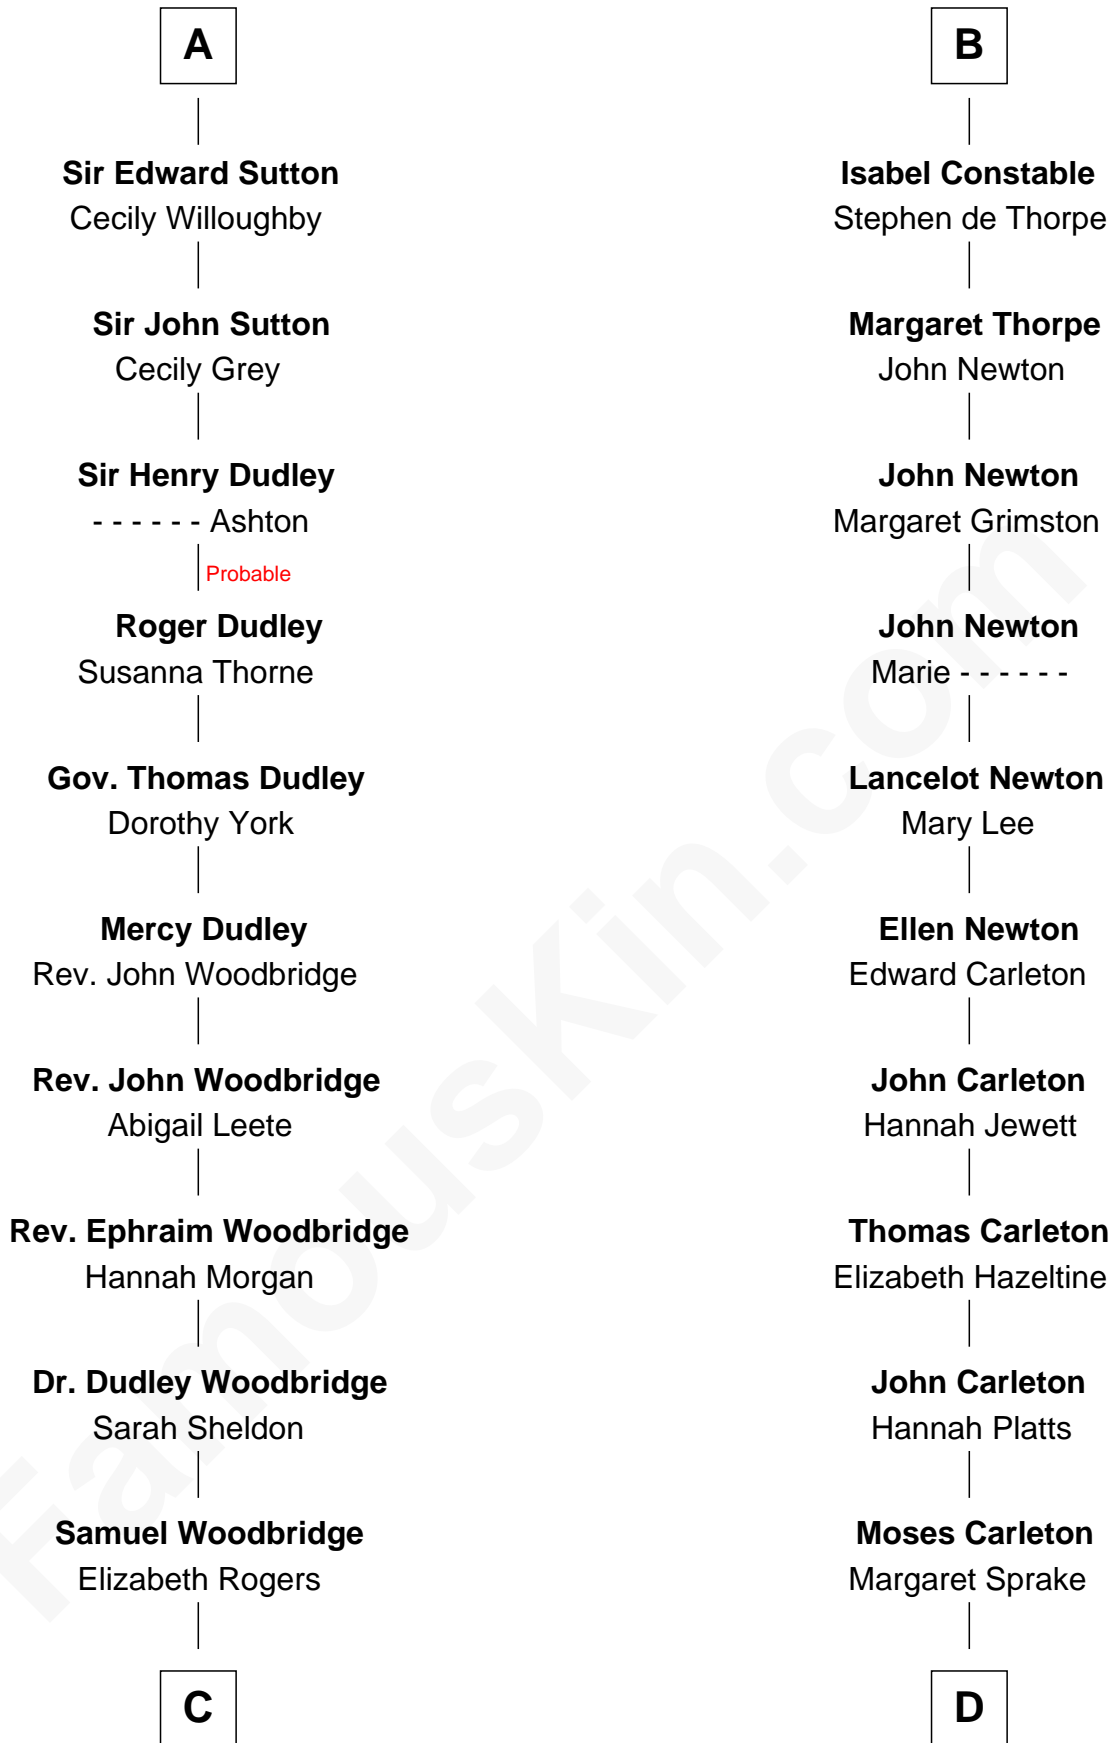 A
Sir Edward Sutton
Cecily Willoughby
Sir John Sutton
Cecily Grey
Sir Henry Dudley
- - - - - - Ashton
Probable
Roger Dudley
Susanna Thorne
Gov. Thomas Dudley
Dorothy York
Mercy Dudley
Rev. John Woodbridge
Rev. John Woodbridge
Abigail Leete
Rev. Ephraim Woodbridge
Hannah Morgan
Dr. Dudley Woodbridge
Sarah Sheldon
Samuel Woodbridge
Elizabeth Rogers
C
B
Isabel Constable
Stephen de Thorpe
Margaret Thorpe
John Newton
John Newton
Margaret Grimston
John Newton
Marie - - - - - -
Lancelot Newton
Mary Lee
Ellen Newton
Edward Carleton
John Carleton
Hannah Jewett
Thomas Carleton
Elizabeth Hazeltine
John Carleton
Hannah Platts
Moses Carleton
Margaret Sprake
D
FamousKin.com